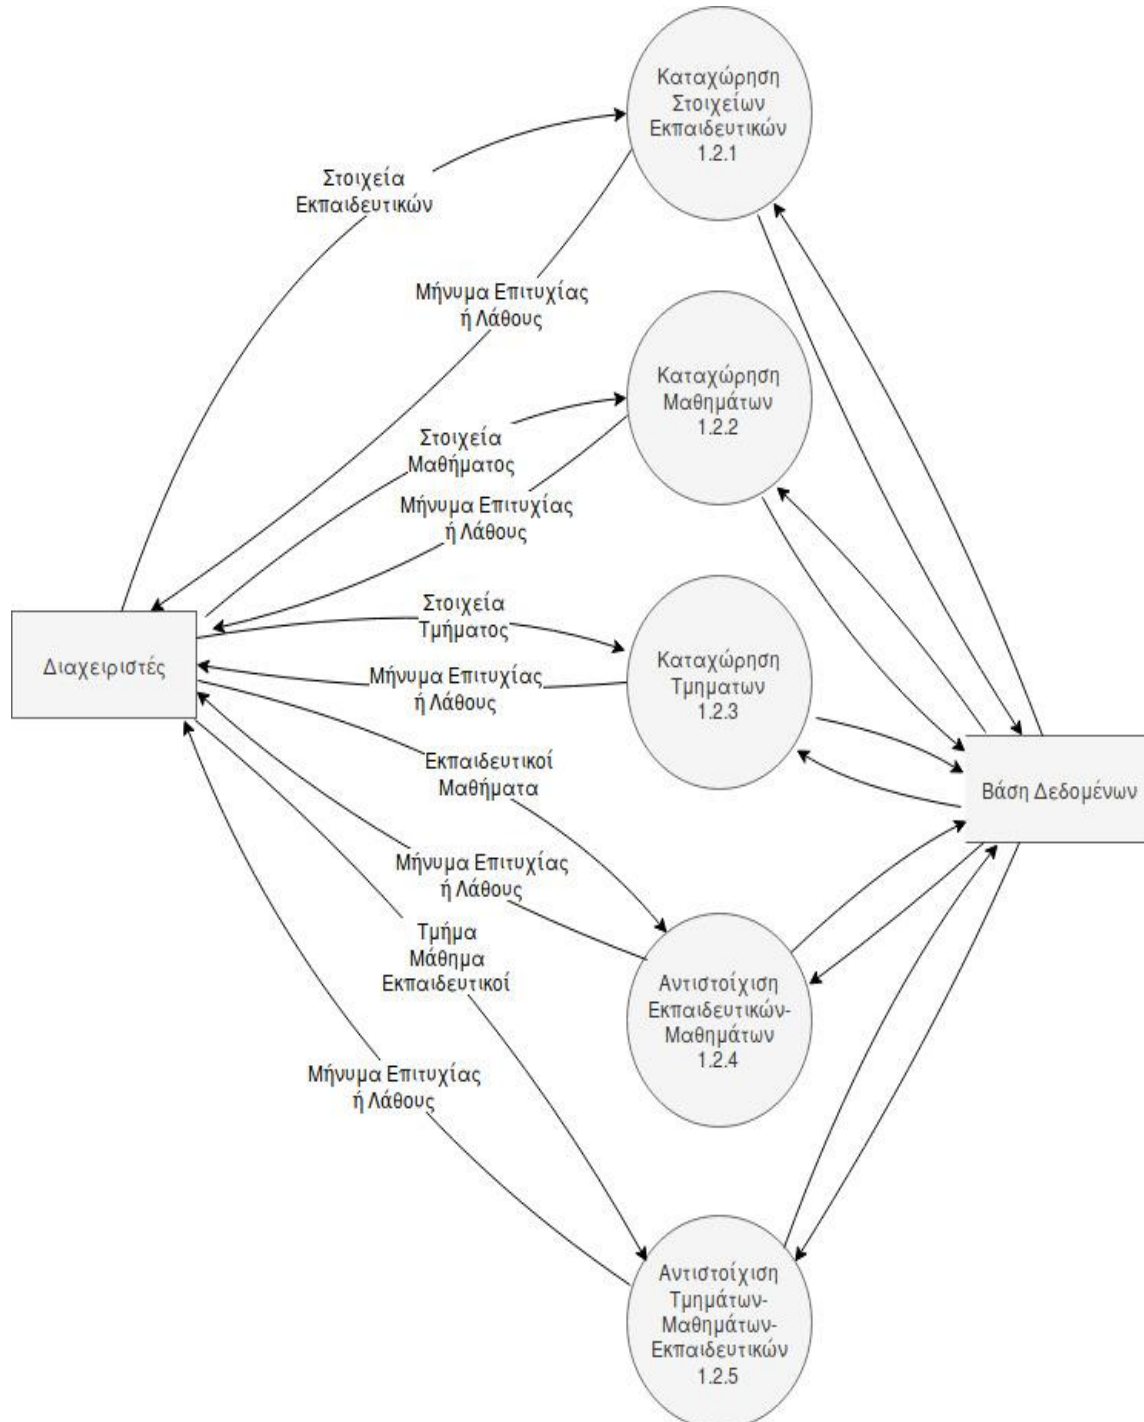 Καταχώρηση
Στοιχείων
Εκπαιδευτικών
1.2.1
Στοιχεία
Εκπαιδευτικών
Μήνυμα Επιτυχίας
ή Λάθους
Καταχώρηση
Μαθημάτων
1.2.2
Στοιχεία
Μαθήματος
Μήνυμα Επιτυχίας
ή Λάθους
Στοιχεία
Τμήματος
Διαχειριστές
Μήνυμα Επιτυχίας
ή Λάθους
Καταχώρηση
Τμηματων
1.2.3
Εκπαιδευτικοί
Μαθήματα
Βάση Δεδομένων
Μήνυμα Επιτυχίας
ή Λάθους
Τμήμα
Μάθημα
Εκπαιδευτικοί
Αντιστοίχιση
Εκπαιδευτικών-
Μαθημάτων
1.2.4
Μήνυμα Επιτυχίας
ή Λάθους
Αντιστοίχιση
Τμημάτων-
Μαθημάτων-
Εκπαιδευτικών
1.2.5